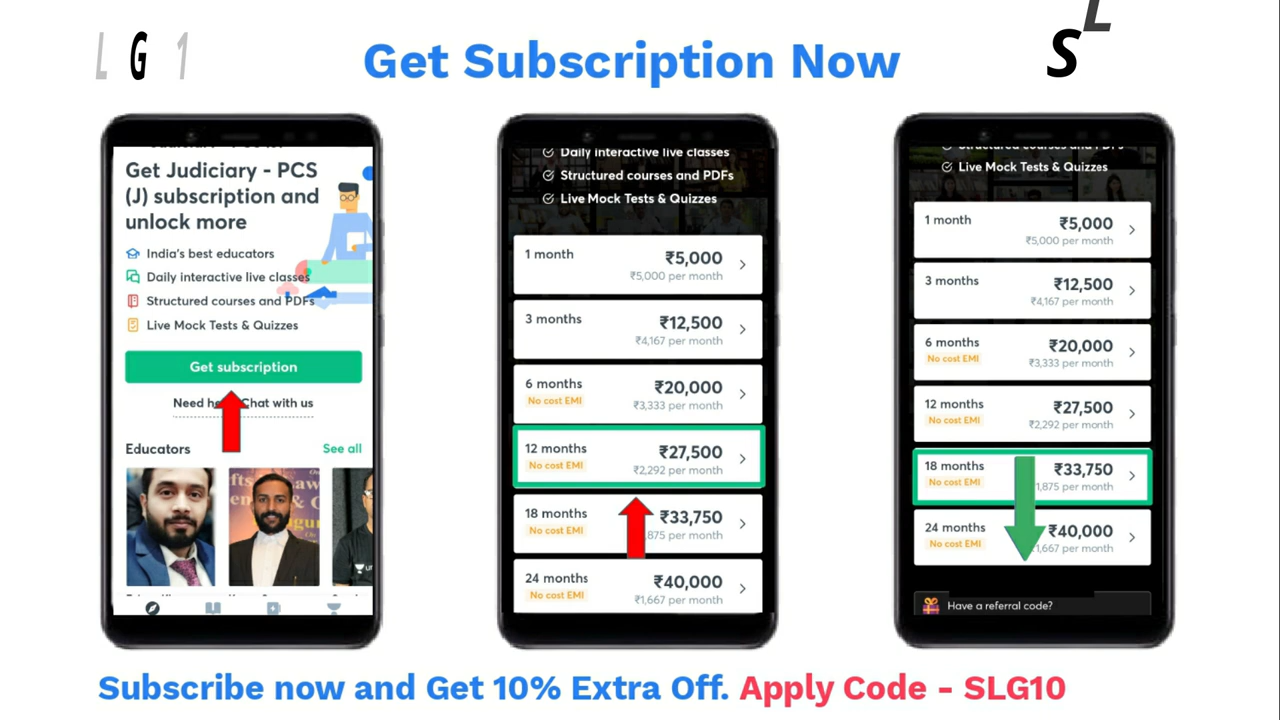 L G 1
Get Subscription Now
S L
Get Judiciary - PCS
(J) subscription and
unlock more
India's best educators
Daily interactive live classes
Structured courses and PDFs
Live Mock Tests & Quizzes
Get subscription
Need Chat with us
Educators See all
Daily interactive live classes
Structured courses and PDFs
Live Mock Tests & Quizzes
1 month ₹5,000
₹5,000 per month
3 months ₹12,500
₹4,167 per month
6 months ₹20,000
No cost EMI ₹3,333 per month
12 months ₹27,500
No cost EMI ₹2,292 per month
18 months ₹33,750
No cost EMI 875 per month
24 months ₹40,000
No cost EMI ₹1,667 per month
Structured courses and PDFs
Live Mock Tests & Quizzes
1 month ₹5,000
₹5,000 per month
3 months ₹12,500
₹4,167 per month
6 months ₹20,000
No cost EMI ₹3,333 per month
12 months ₹27,500
No cost EMI ₹2,292 per month
18 months ₹33,750
No cost EMI 1,875 per month
24 months ₹40,000
No cost EMI 1,667 per month
Have a referral code?
Subscribe now and Get 10% Extra Off. Apply Code - SLG10